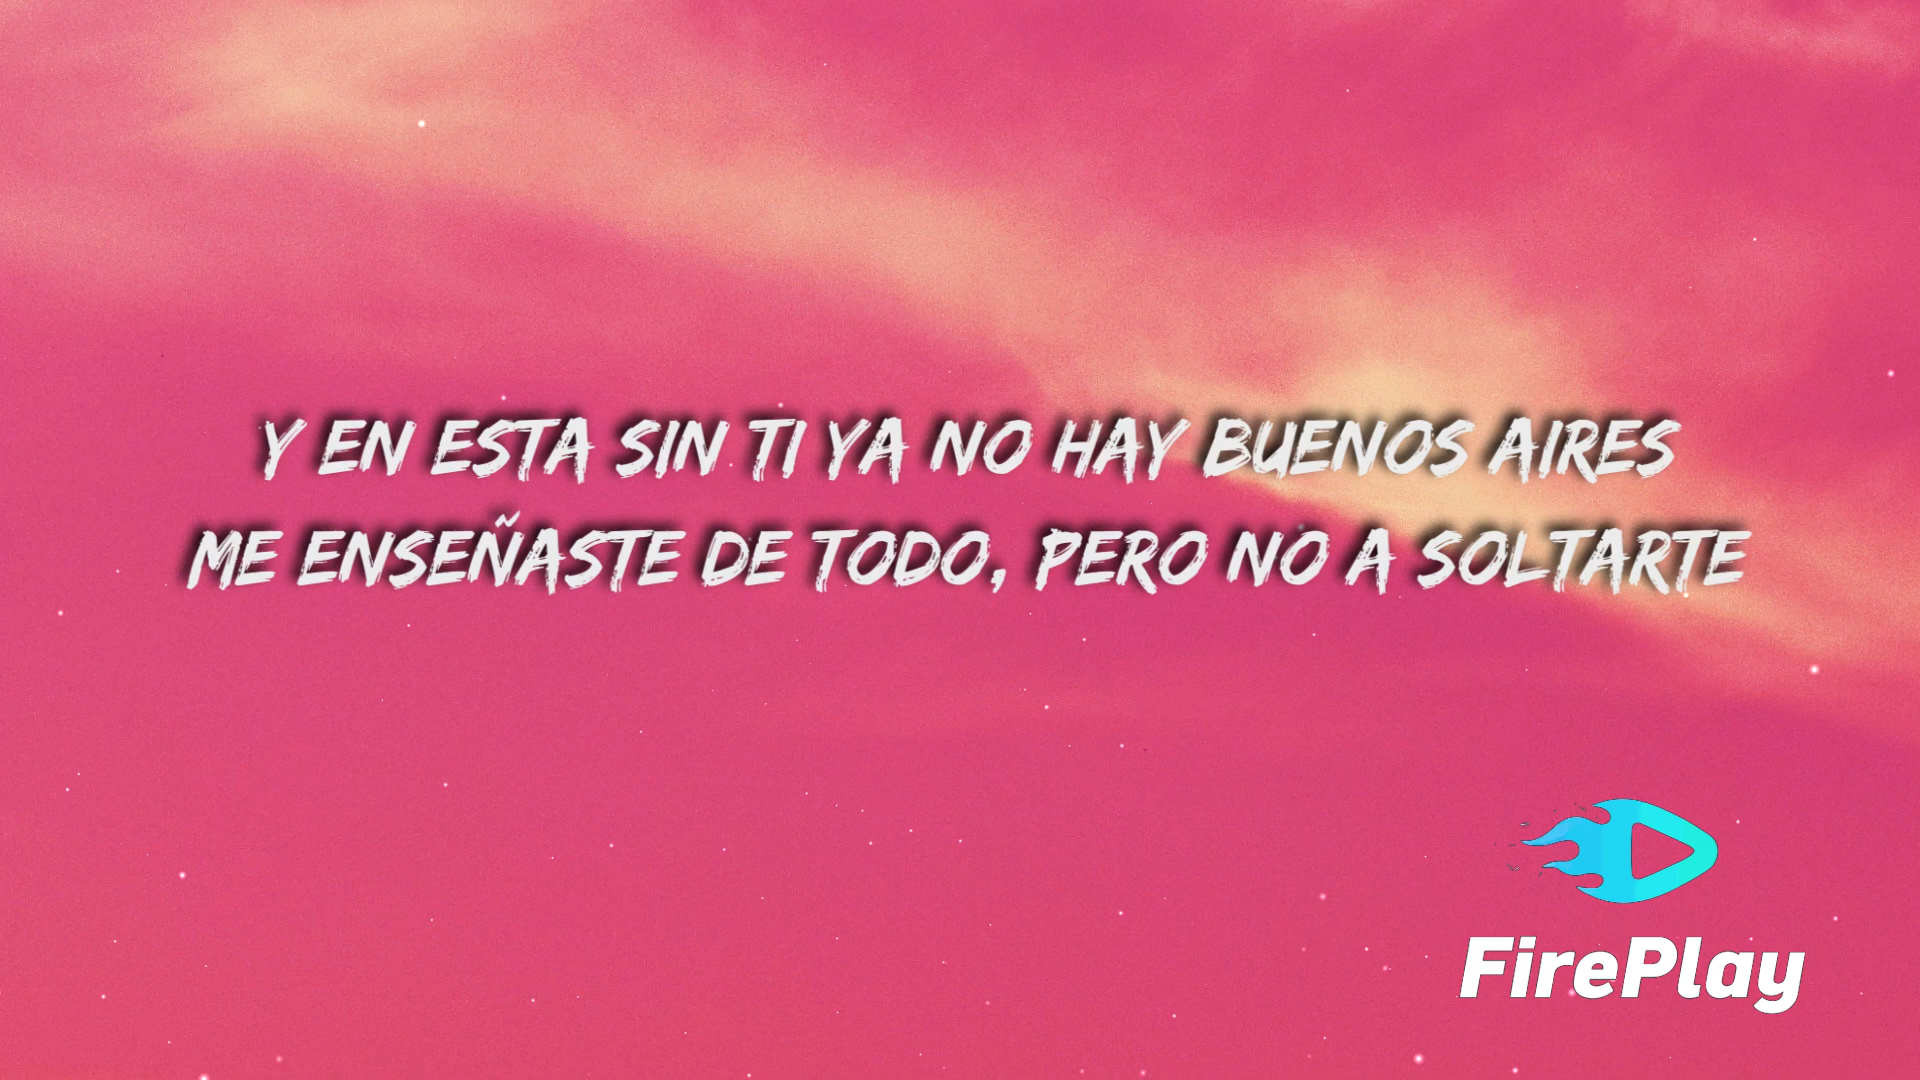 Y EN ESTA SIN TI YA NO HAY BUENOS AIRES
ME ENSEÑASTE DE TODO, PERO NO A SOLTARTE
FirePlay